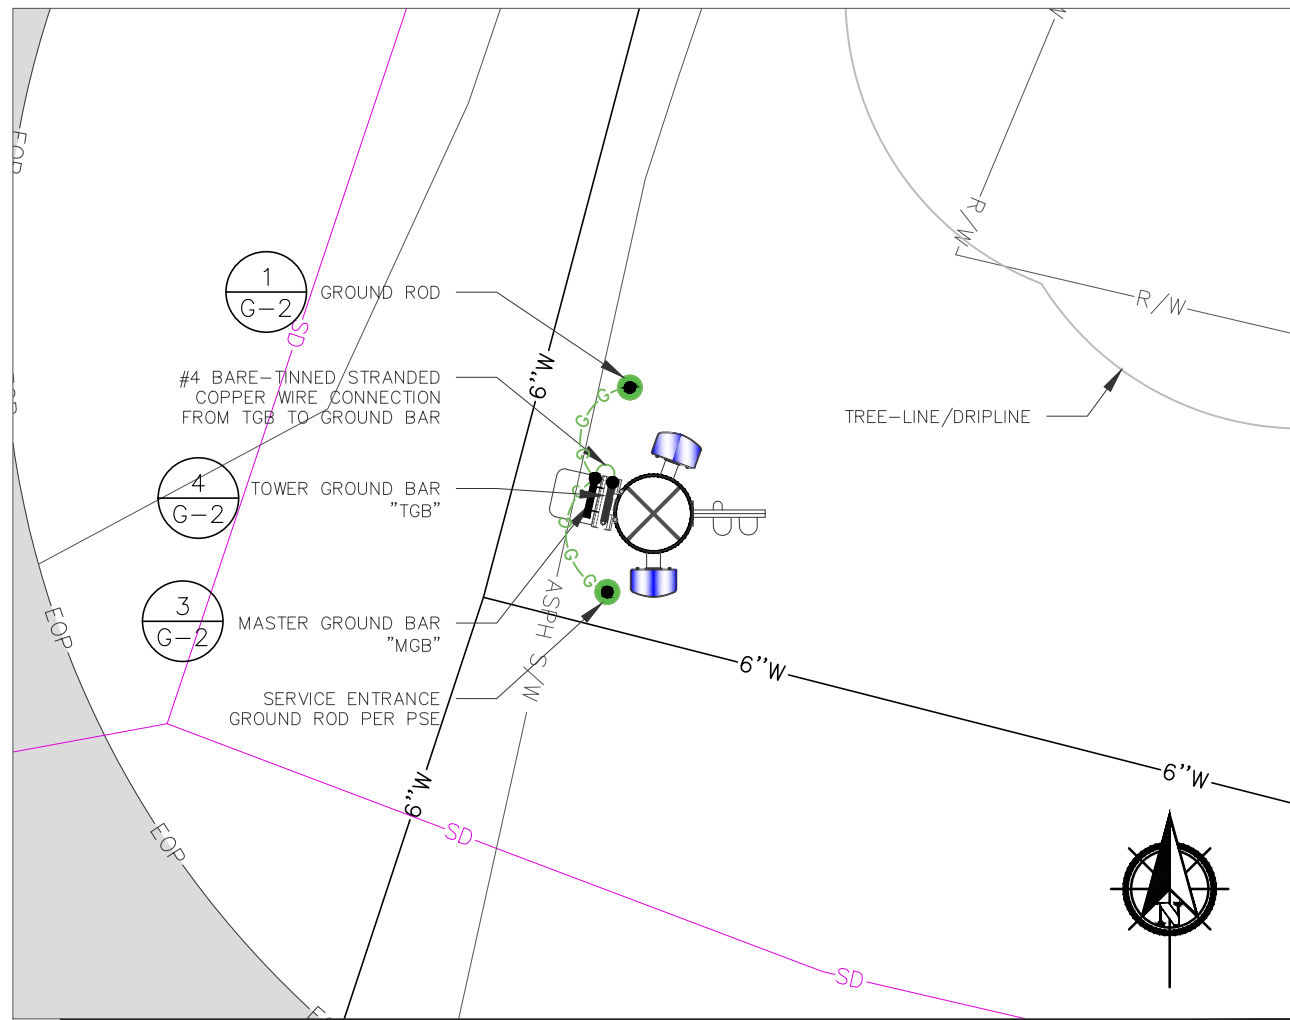 W
EOP
R/W
1
G-2
GROUND ROD
SD
R/W
6"W
#4 BARE-TINNED STRANDED
COPPER WIRE CONNECTION
FROM TGB TO GROUND BAR
TREE-LINE/DRIPLINE
G
G
G
4
G-2
TOWER GROUND BAR
"TGB"
G
G
G
G
ASPH S/W
3
G-2
MASTER GROUND BAR
"MGB"
EOP
6"W
SERVICE ENTRANCE
GROUND ROD PER PSE
6"W
6"W
SD
EOP
N
SD